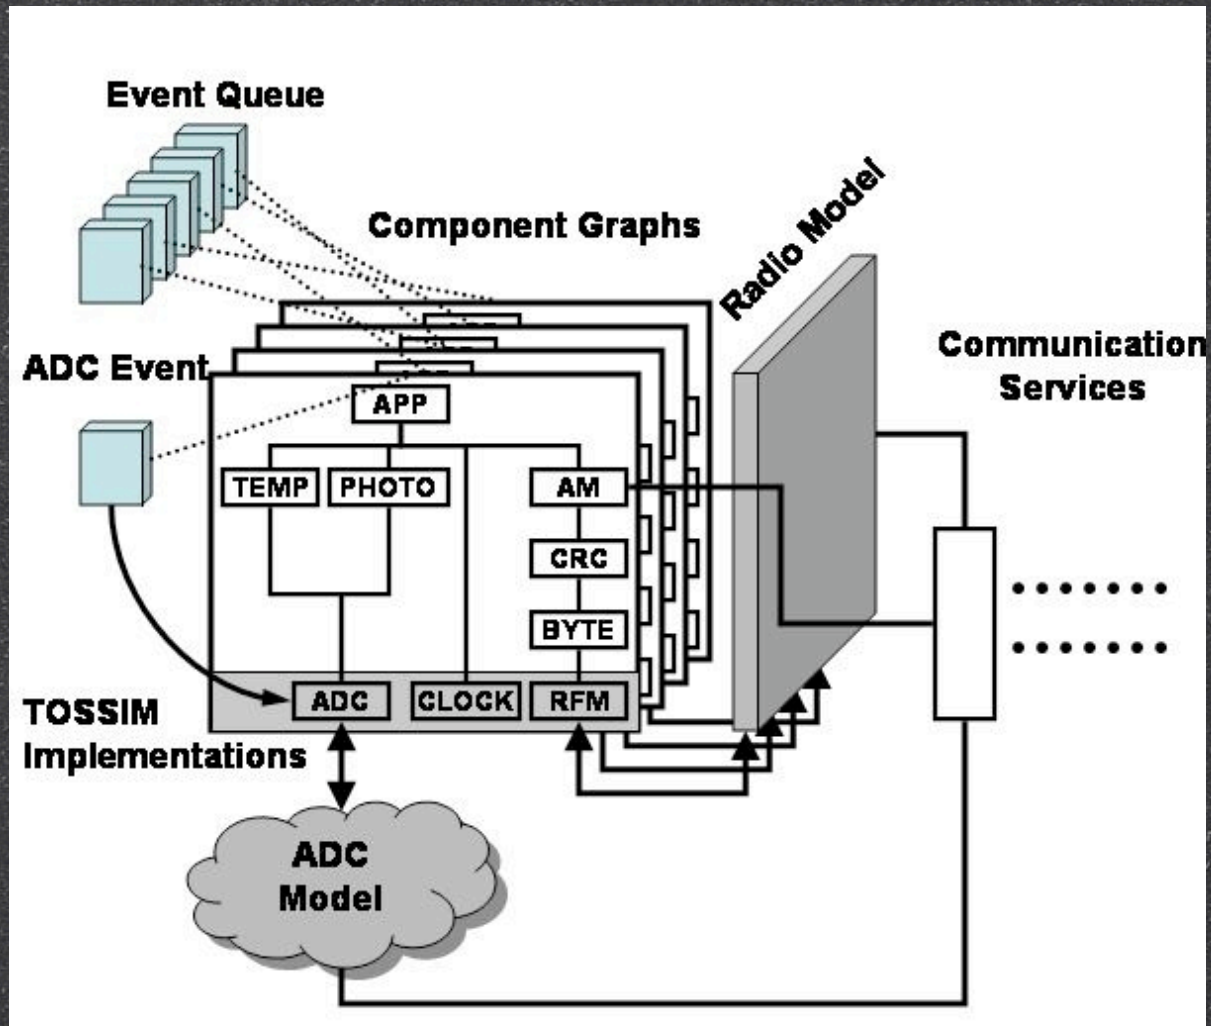 Event Queue
Component Graphs
Radio Model
Communication
Services
ADC Event
APP
TEMP
PHOTO
AM
CRC
BYTE
ADC
CLOCK
RFM
TOSSIM
Implementations
ADC
Model